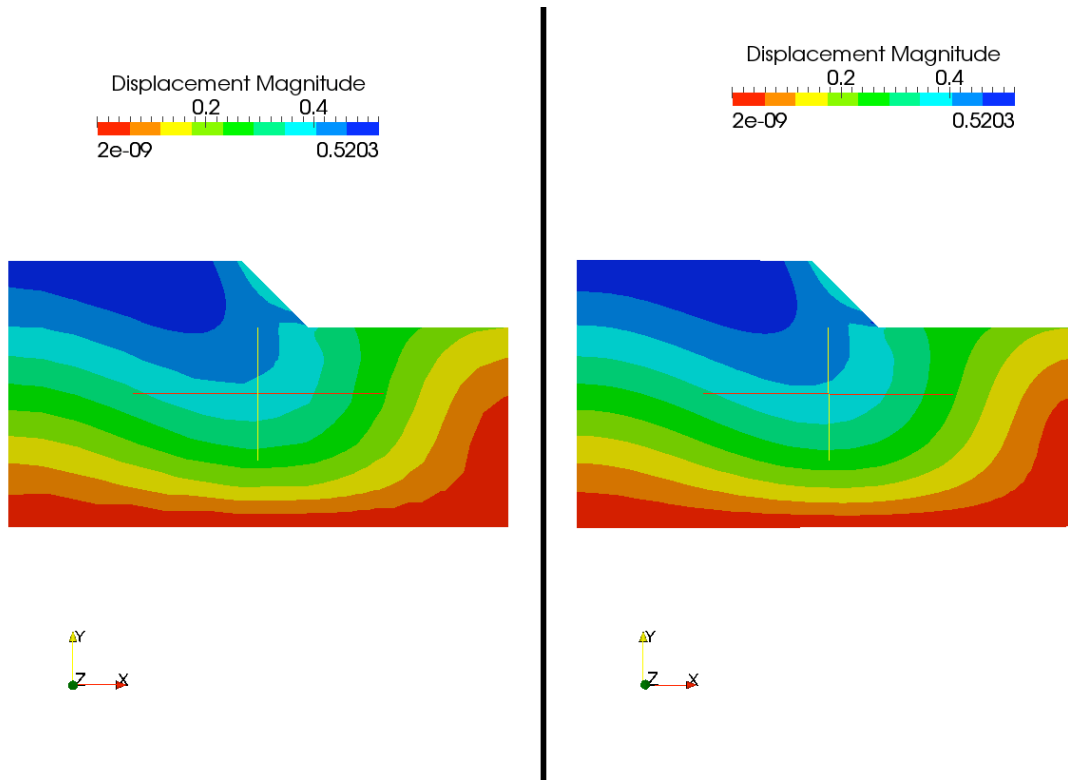 Displacement Magnitude
0.2 0.4
2e-09 0.5203
Y
Z X
Displacement Magnitude
0.2 0.4
2e-09 0.5203
Y
Z X